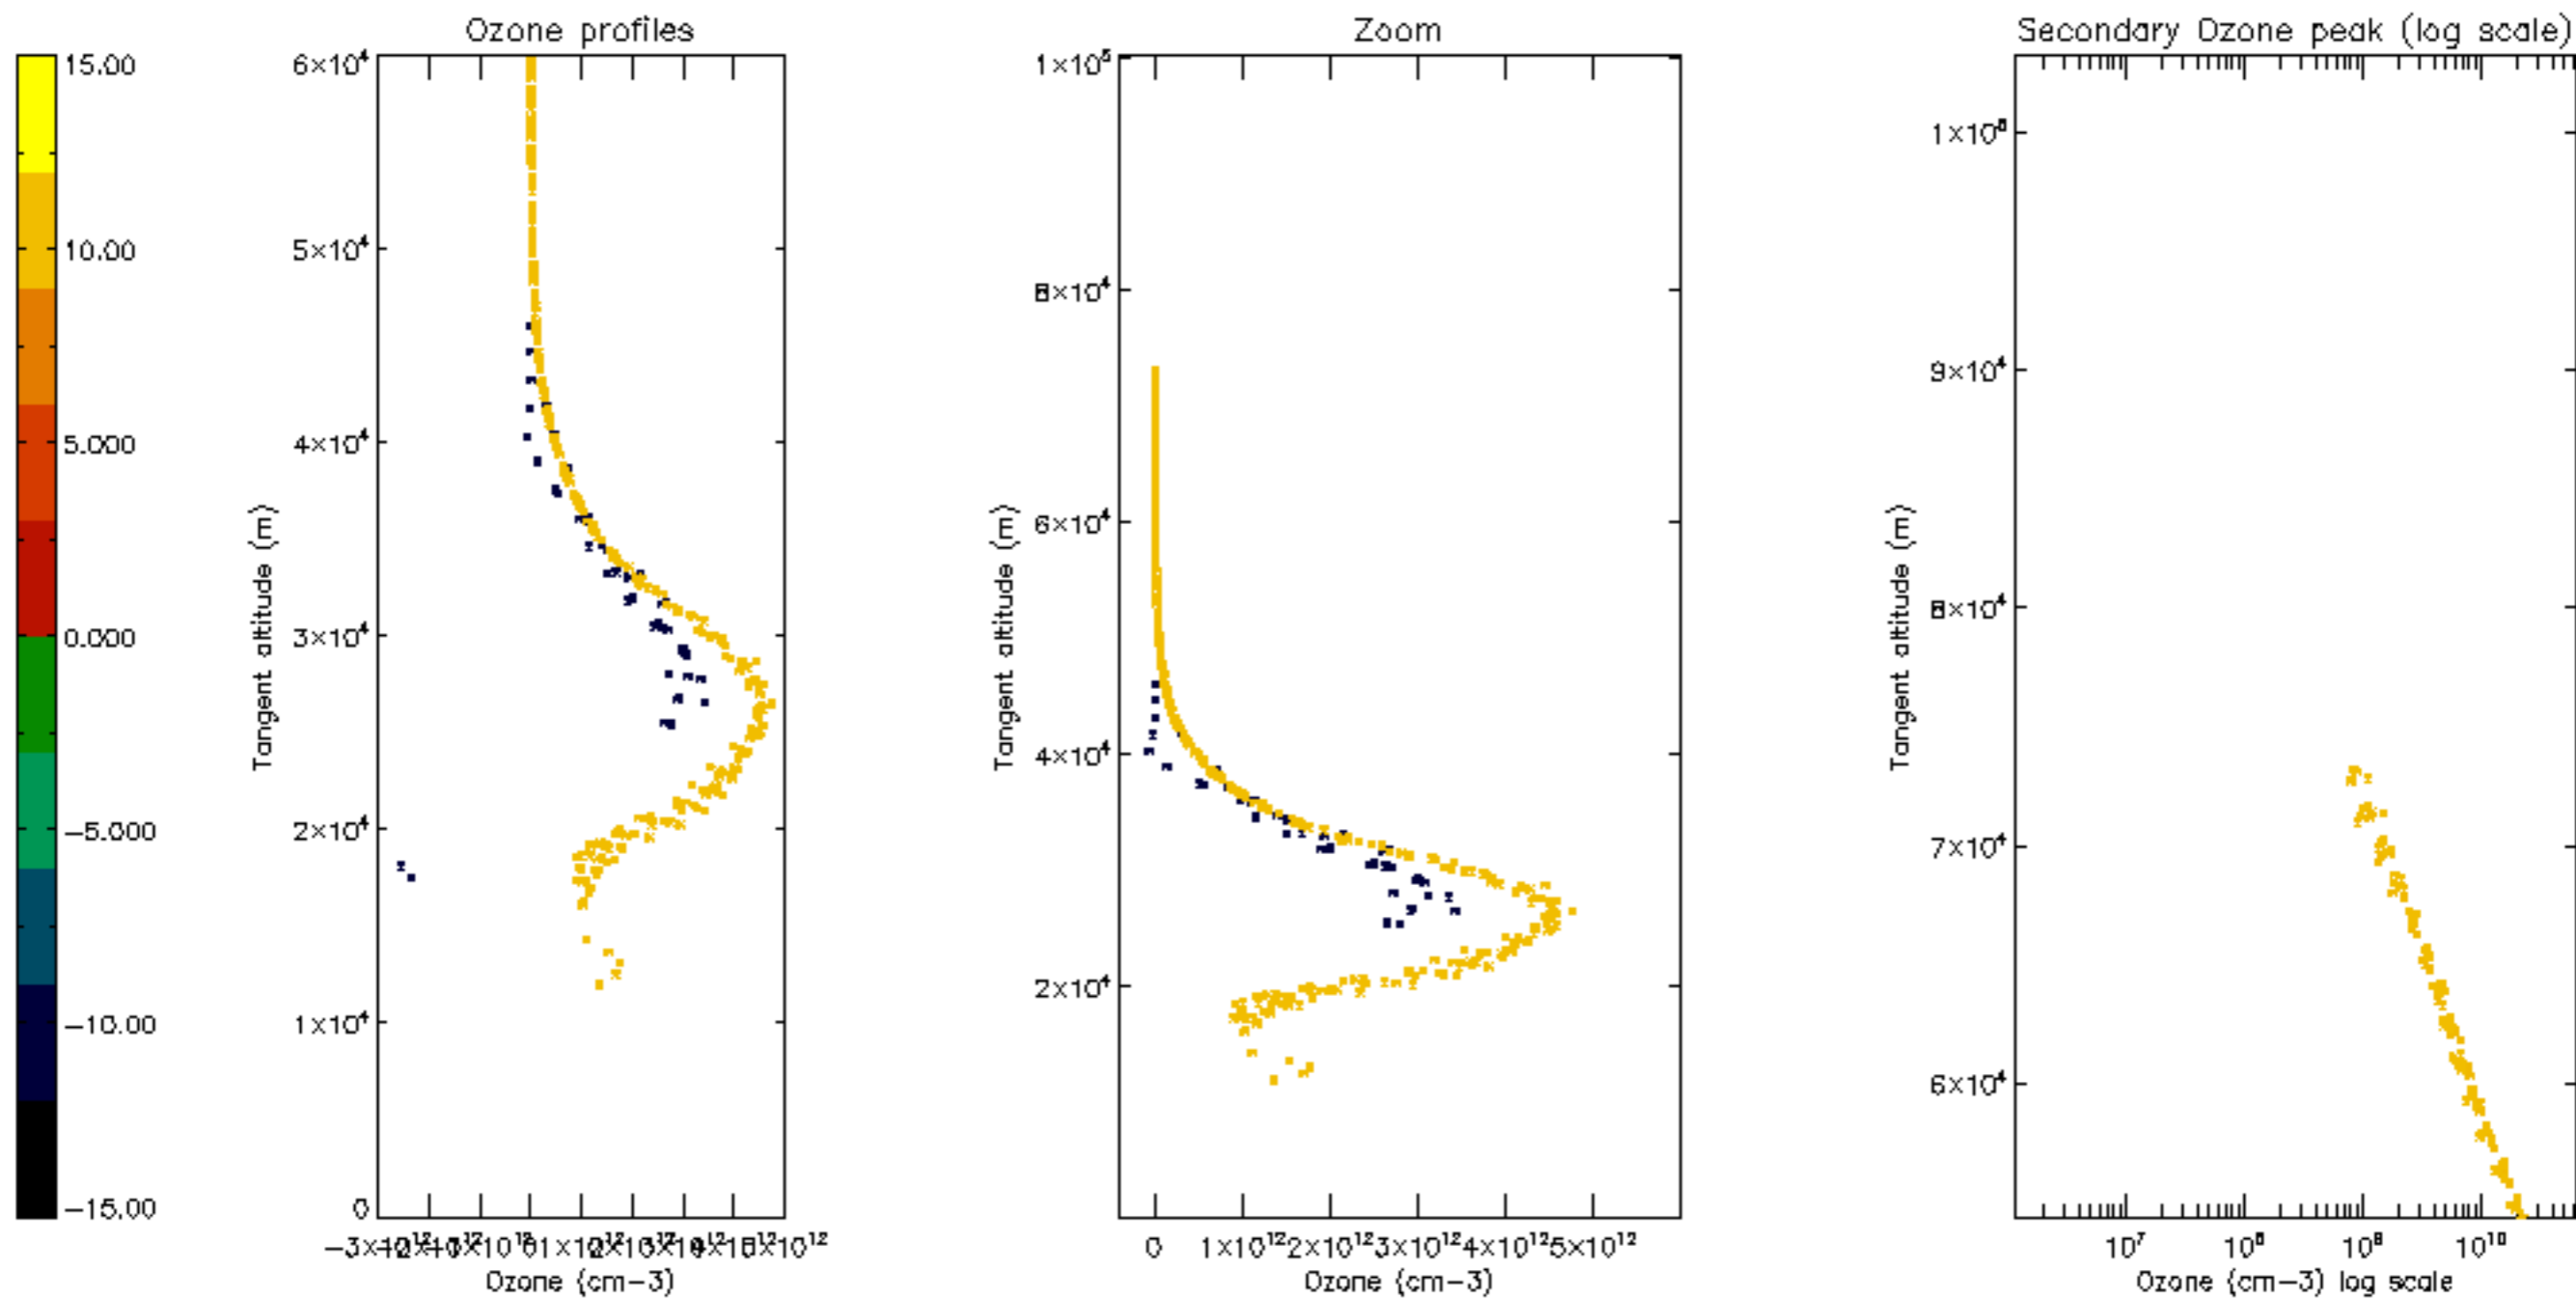 Ozone profiles
Zoom
Secondary Ozone peak (log scale)
15.00
10.00
5.000
0.000
−5.000
−10.00
−15.00
6×10⁴
5×10⁴
4×10⁴
3×10⁴
2×10⁴
1×10⁴
0
Tangent altitude (m)
Ozone (cm−3)
1×10⁵
8×10⁴
6×10⁴
4×10⁴
2×10⁴
Tangent altitude (m)
0 1×10¹² 2×10¹² 3×10¹² 4×10¹² 5×10¹²
Ozone (cm−3)
9×10⁴
8×10⁴
7×10⁴
6×10⁴
Tangent altitude (m)
10⁷ 10⁸ 10⁹ 10¹⁰
Ozone (cm−3) log scale